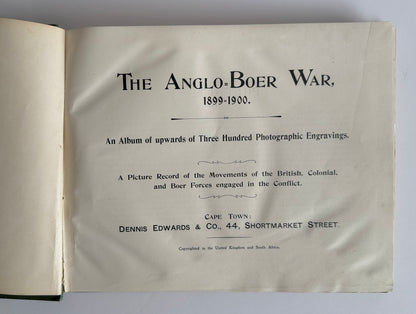 The Anglo-Boer War,
1899-1900.
An Album of upwards of Three Hundred Photographic Engravings.
A Picture Record of the Movements of the British, Colonial,
and Boer Forces engaged in the Conflict.
Cape Town:
Dennis Edwards & Co., 44, Shortmarket Street.
Copyrighted in the United Kingdom and South Africa.